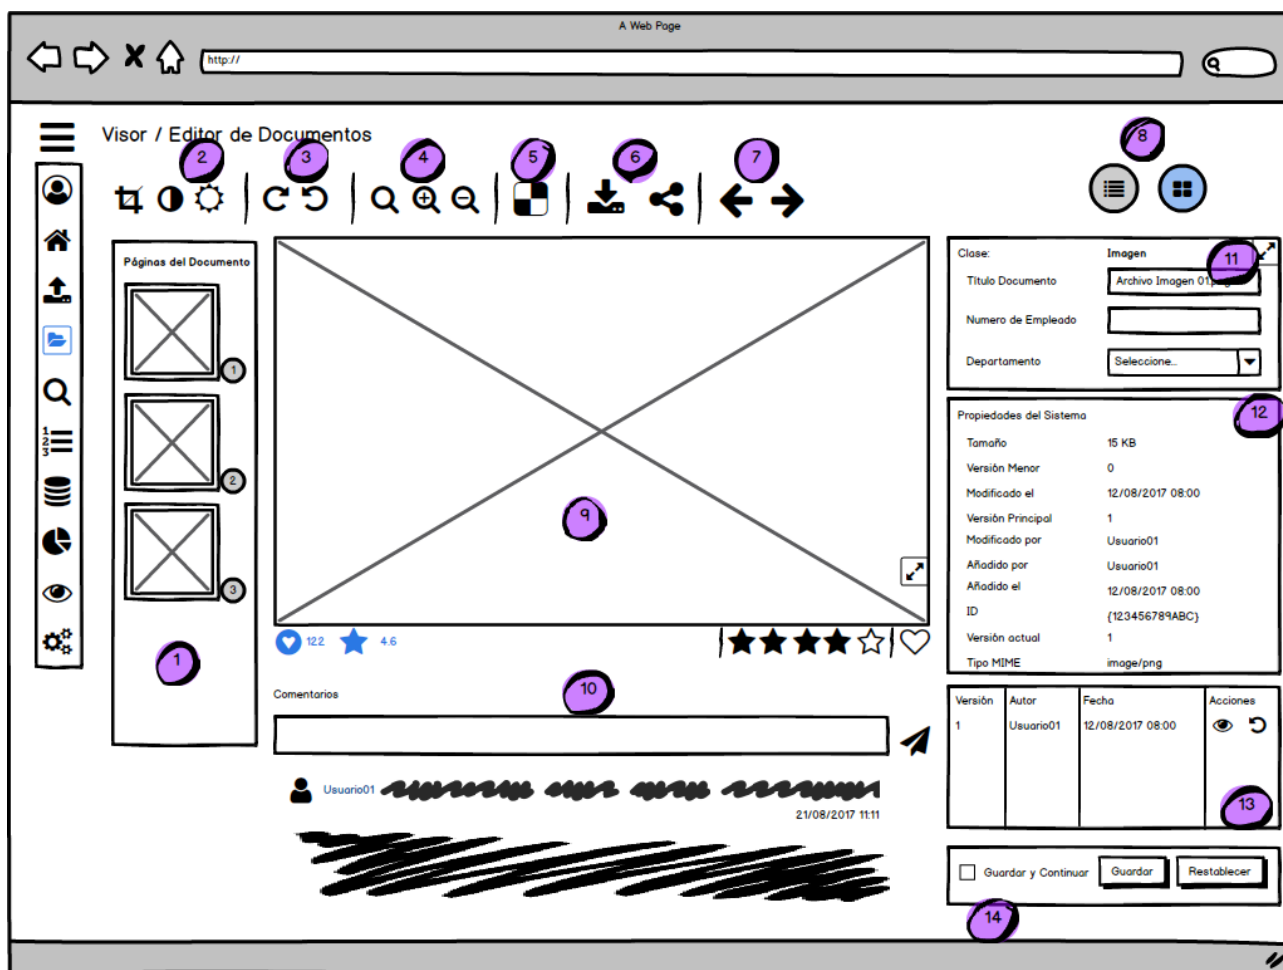 A Web Page
http://
Visor / Editor de Documentos
8
2
3
4
5
6
7
Páginas del Documento
1
2
3
1
9
122
4.6
Comentarios
10
Usuario01
21/08/2017 11:11
Clase: Imagen
11
Título Documento Archivo Imagen 01.png
Numero de Empleado
Departamento Seleccione...
Propiedades del Sistema
12
Tamaño 15 KB
Versión Menor 0
Modificado el 12/08/2017 08:00
Versión Principal 1
Modificado por Usuario01
Añadido por Usuario01
Añadido el 12/08/2017 08:00
ID {123456789ABC}
Versión actual 1
Tipo MIME image/png
Versión Autor Fecha Acciones
1 Usuario01 12/08/2017 08:00
13
Guardar y Continuar Guardar Restablecer
14
1
2
3